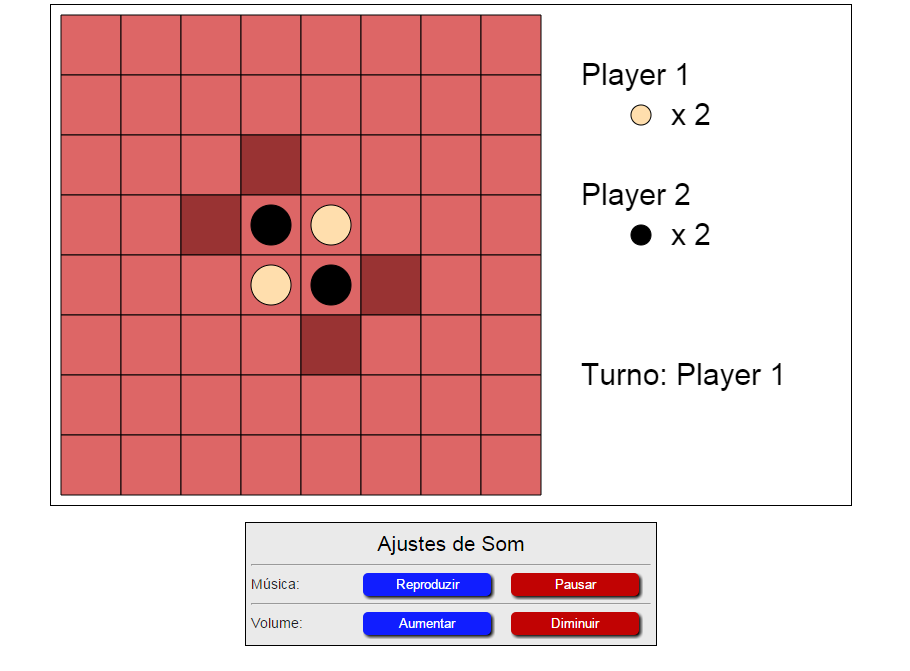 Player 1
x 2
Player 2
x 2
Turno: Player 1
Ajustes de Som
Música: Reproduzir Pausar
Volume: Aumentar Diminuir